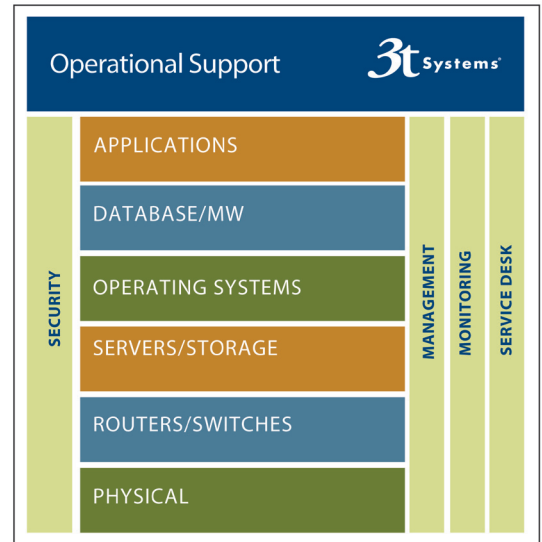 Operational Support
3t Systems
APPLICATIONS
DATABASE/MW
OPERATING SYSTEMS
SERVERS/STORAGE
ROUTERS/SWITCHES
PHYSICAL
SECURITY
MANAGEMENT
MONITORING
SERVICE DESK